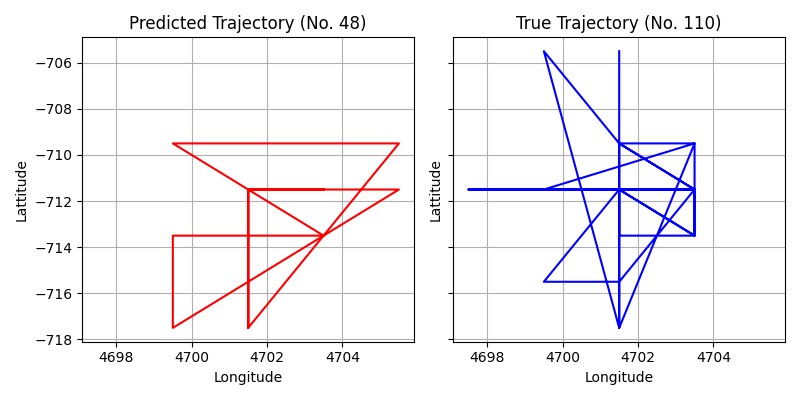 Predicted Trajectory (No. 48)
True Trajectory (No. 110)
−706
−708
−710
−712
−714
−716
−718
Lattitude
Lattitude
4698 4700 4702 4704
4698 4700 4702 4704
Longitude
Longitude